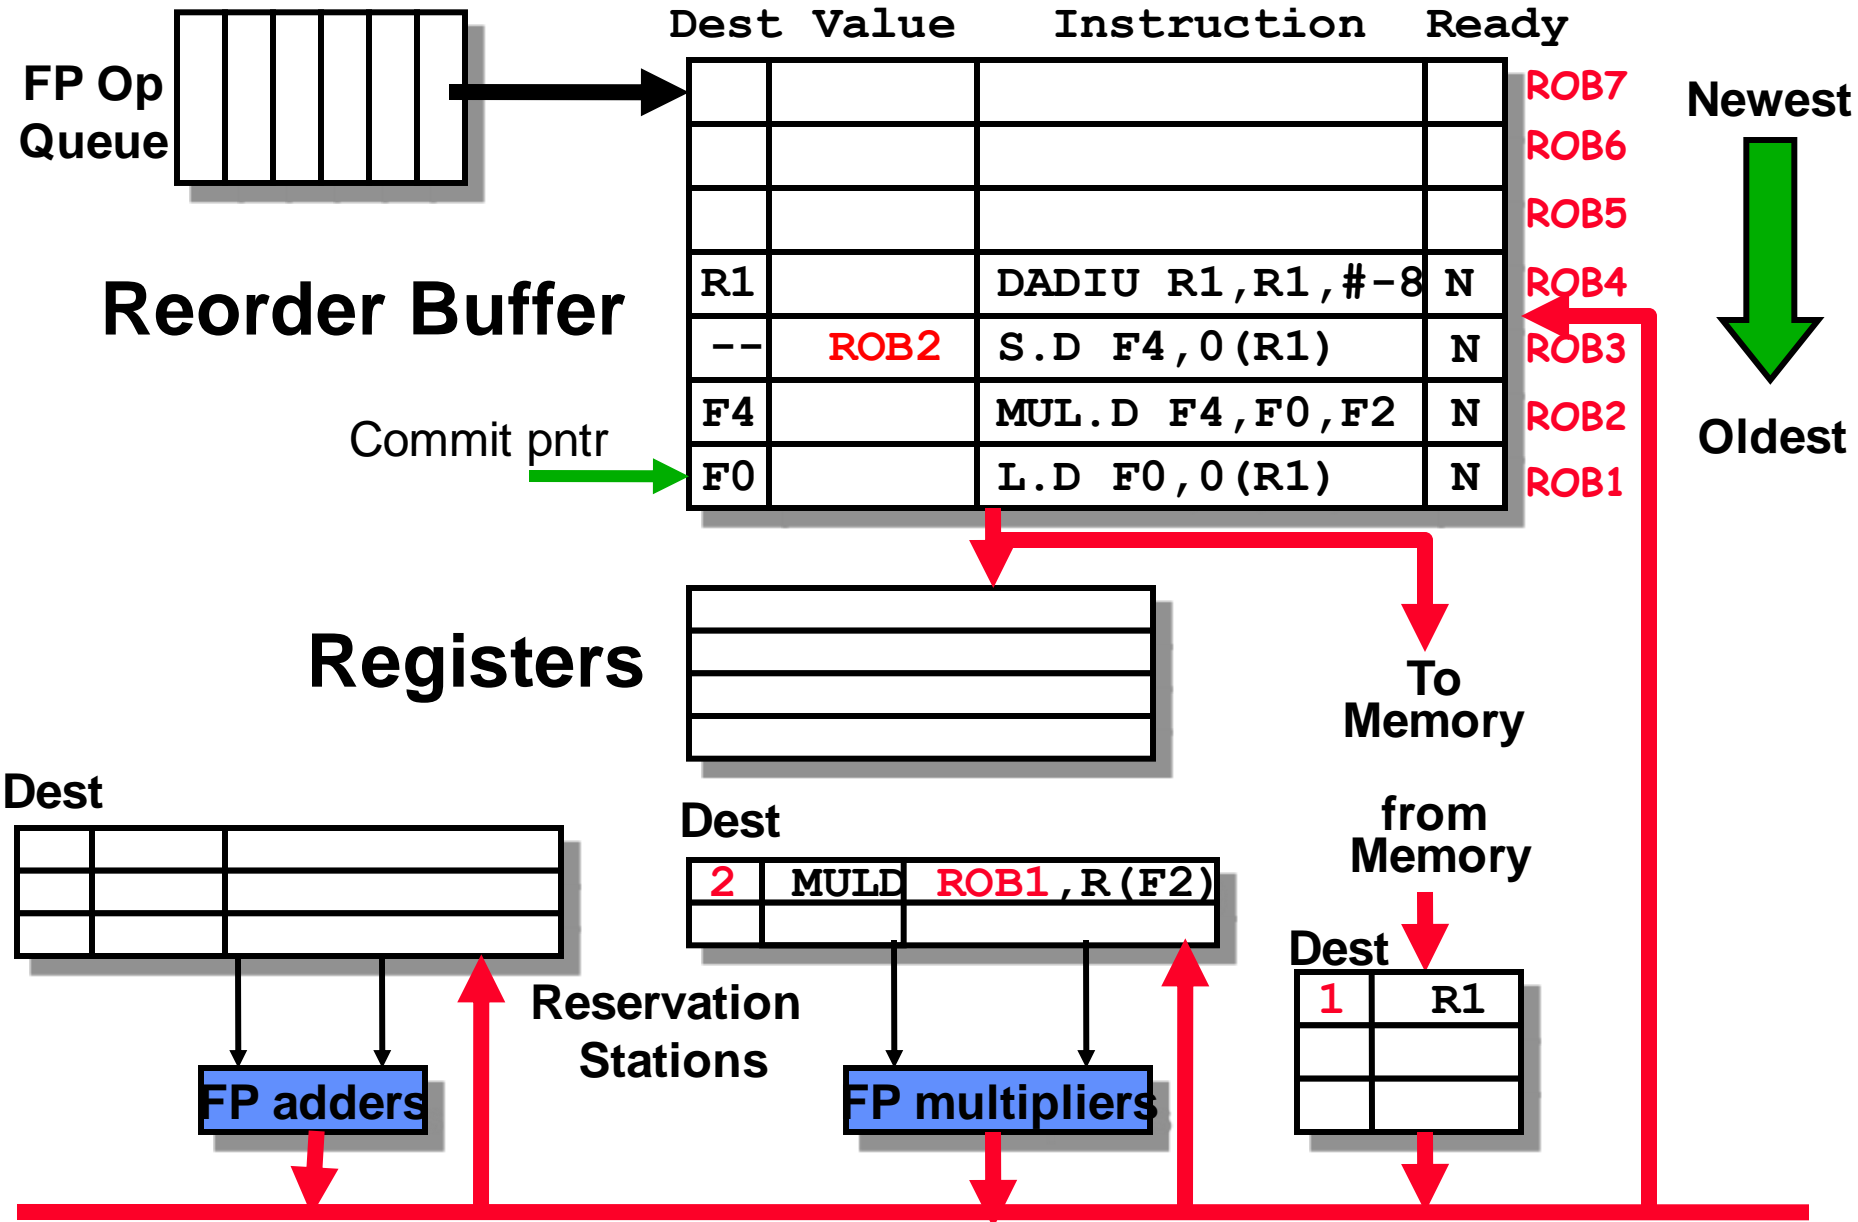 Dest Value Instruction Ready
FP Op
Queue
ROB7
Newest
ROB6
ROB5
Reorder Buffer
R1 DADIU R1,R1,#-8 N ROB4
-- ROB2 S.D F4,0(R1) N ROB3
F4 MUL.D F4,F0,F2 N ROB2
Oldest
Commit pntr
F0 L.D F0,0(R1) N ROB1
Registers
To
Memory
Dest
Dest
from
Memory
2 MULD ROB1,R(F2)
Dest
1 R1
Reservation
Stations
FP adders
FP multipliers